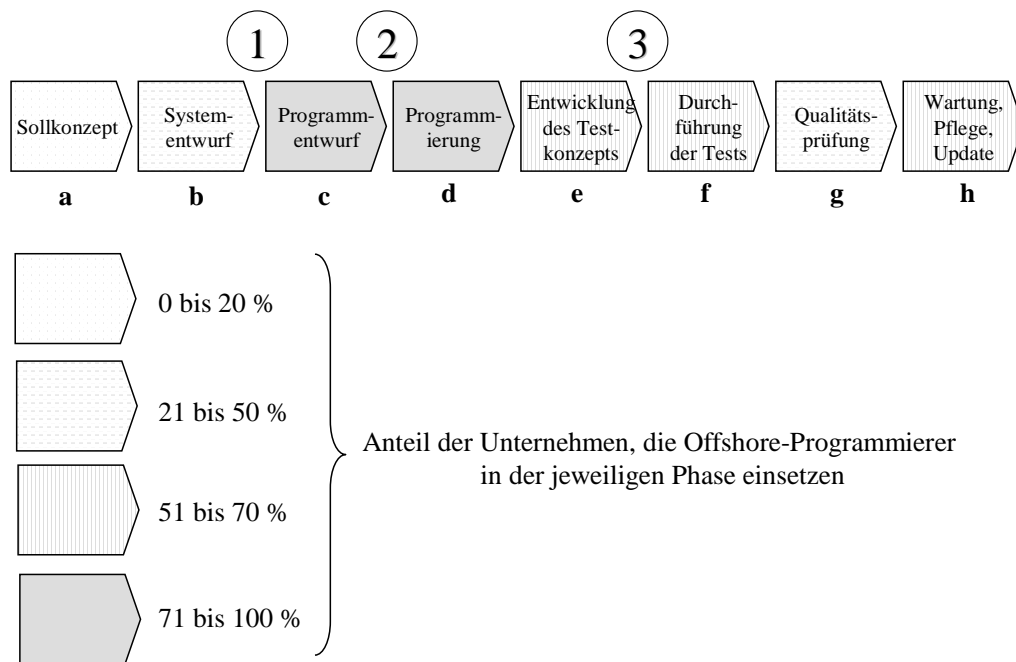 1
2
3
Sollkonzept
System-
entwurf
Programm-
entwurf
Programm-
ierung
Entwicklung
des Test-
konzepts
Durch-
führung
der Tests
Qualitäts-
prüfung
Wartung,
Pflege,
Update
a
b
c
d
e
f
g
h
0 bis 20 %
21 bis 50 %
51 bis 70 %
71 bis 100 %
Anteil der Unternehmen, die Offshore-Programmierer
in der jeweiligen Phase einsetzen